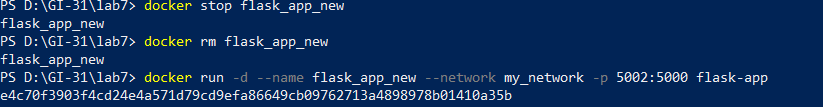 PS D:\GI-31\lab7> docker stop flask_app_new
flask_app_new
PS D:\GI-31\lab7> docker rm flask_app_new
flask_app_new
PS D:\GI-31\lab7> docker run -d --name flask_app_new --network my_network -p 5002:5000 flask-app
e4c70f3903f4cd24e4a571d79cd9efa86649cb09762713a4898978b01410a35b